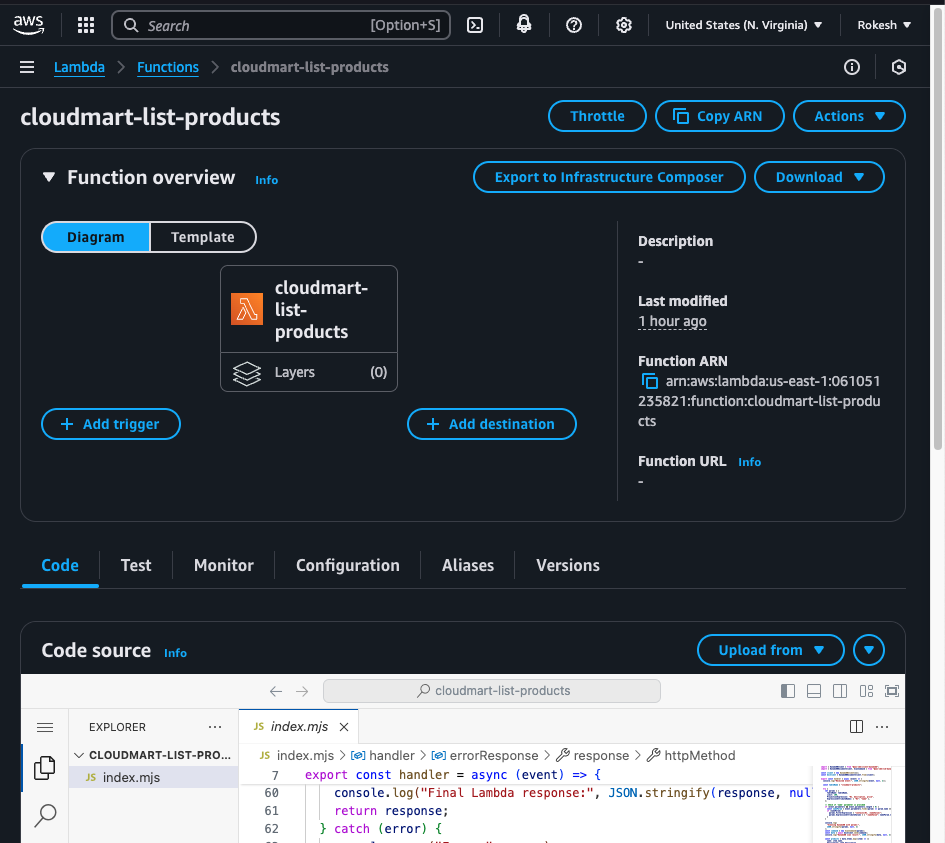 aws
Search [Option+S] United States (N. Virginia) Rokesh
Lambda Functions cloudmart-list-products
cloudmart-list-products
Throttle Copy ARN Actions
Function overview Info
Export to Infrastructure Composer Download
Diagram Template
cloudmart-
list-
products
Layers (0)
Add trigger
Add destination
Description
-
Last modified
1 hour ago
Function ARN
arn:aws:lambda:us-east-1:061051
235821:function:cloudmart-list-produ
cts
Function URL Info
-
Code Test Monitor Configuration Aliases Versions
Code source Info
Upload from
cloudmart-list-products
EXPLORER ...
CLOUDMART-LIST-PRO...
JS index.mjs
JS index.mjs
JS index.mjs > handler > errorResponse > response > httpMethod
7 export const handler = async (event) => {
60 console.log("Final Lambda response:", JSON.stringify(response, nul
61 return response;
62 } catch (error) {